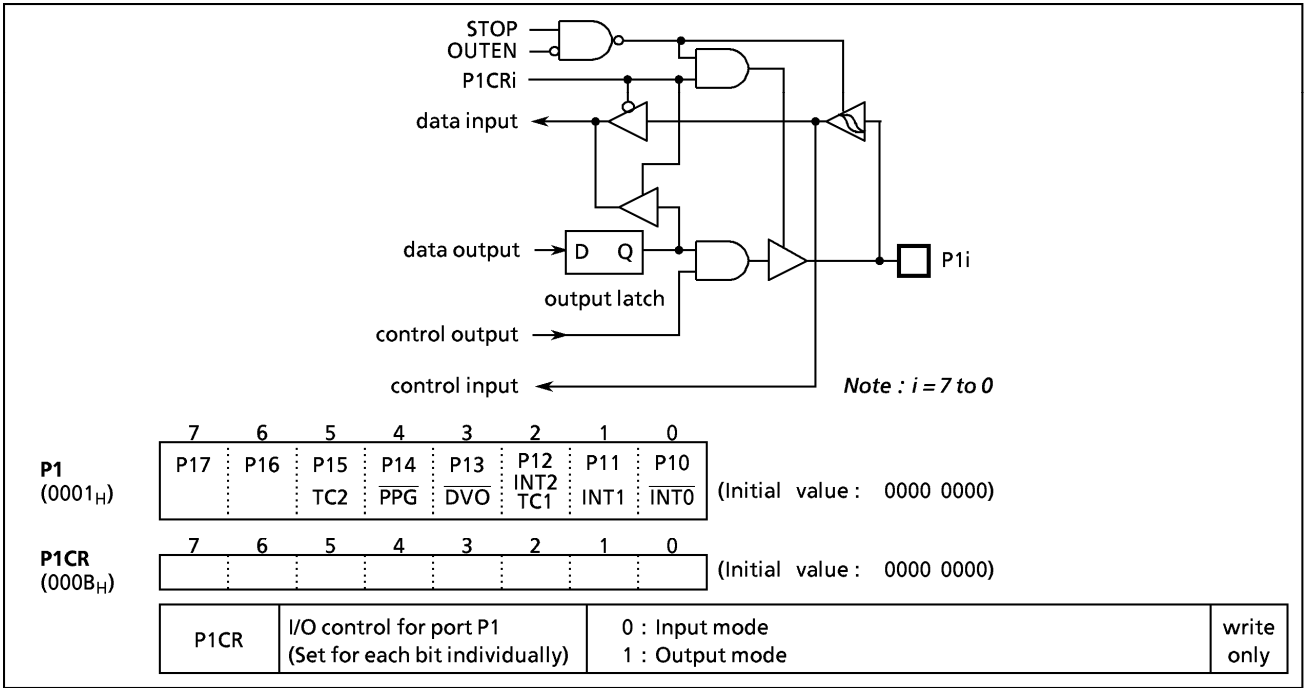 STOP
OUTEN
P1CRi
data input
data output
D Q
P1i
output latch
control output
control input
Note : i = 7 to 0
7 6 5 4 3 2 1 0
P1
(0001H)
P17 P16 P15 P14 P13 P12 P11 P10
TC2 PPG DVO INT2 INT1 INT0
TC1
(Initial value : 0000 0000)
7 6 5 4 3 2 1 0
P1CR
(000BH)
(Initial value : 0000 0000)
P1CR
I/O control for port P1
(Set for each bit individually)
0 : Input mode
1 : Output mode
write
only